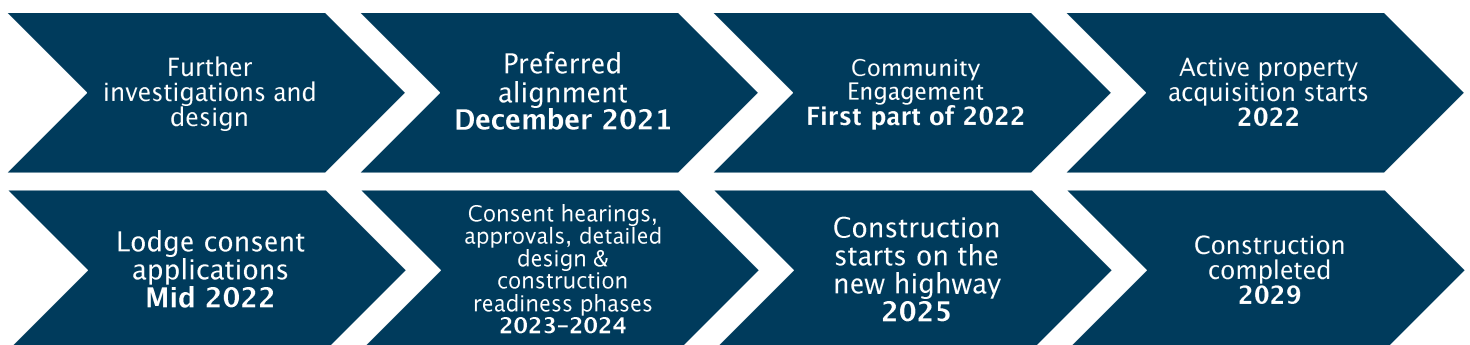 Further
investigations and
design
Preferred
alignment
December 2021
Community
Engagement
First part of 2022
Active property
acquisition starts
2022
Lodge consent
applications
Mid 2022
Consent hearings,
approvals, detailed
design &
construction
readiness phases
2023–2024
Construction
starts on the
new highway
2025
Construction
completed
2029